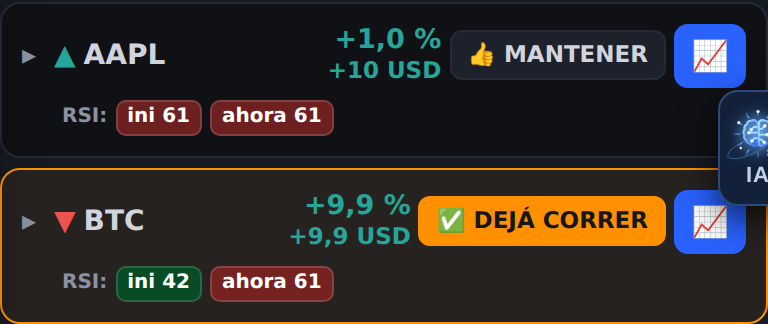 ▶ ▲ AAPL +1,0 % 👍 MANTENER
+10 USD
RSI: ini 61 ahora 61
IA
▶ ▼ BTC +9,9 % ✅ DEJÁ CORRER
+9,9 USD
RSI: ini 42 ahora 61